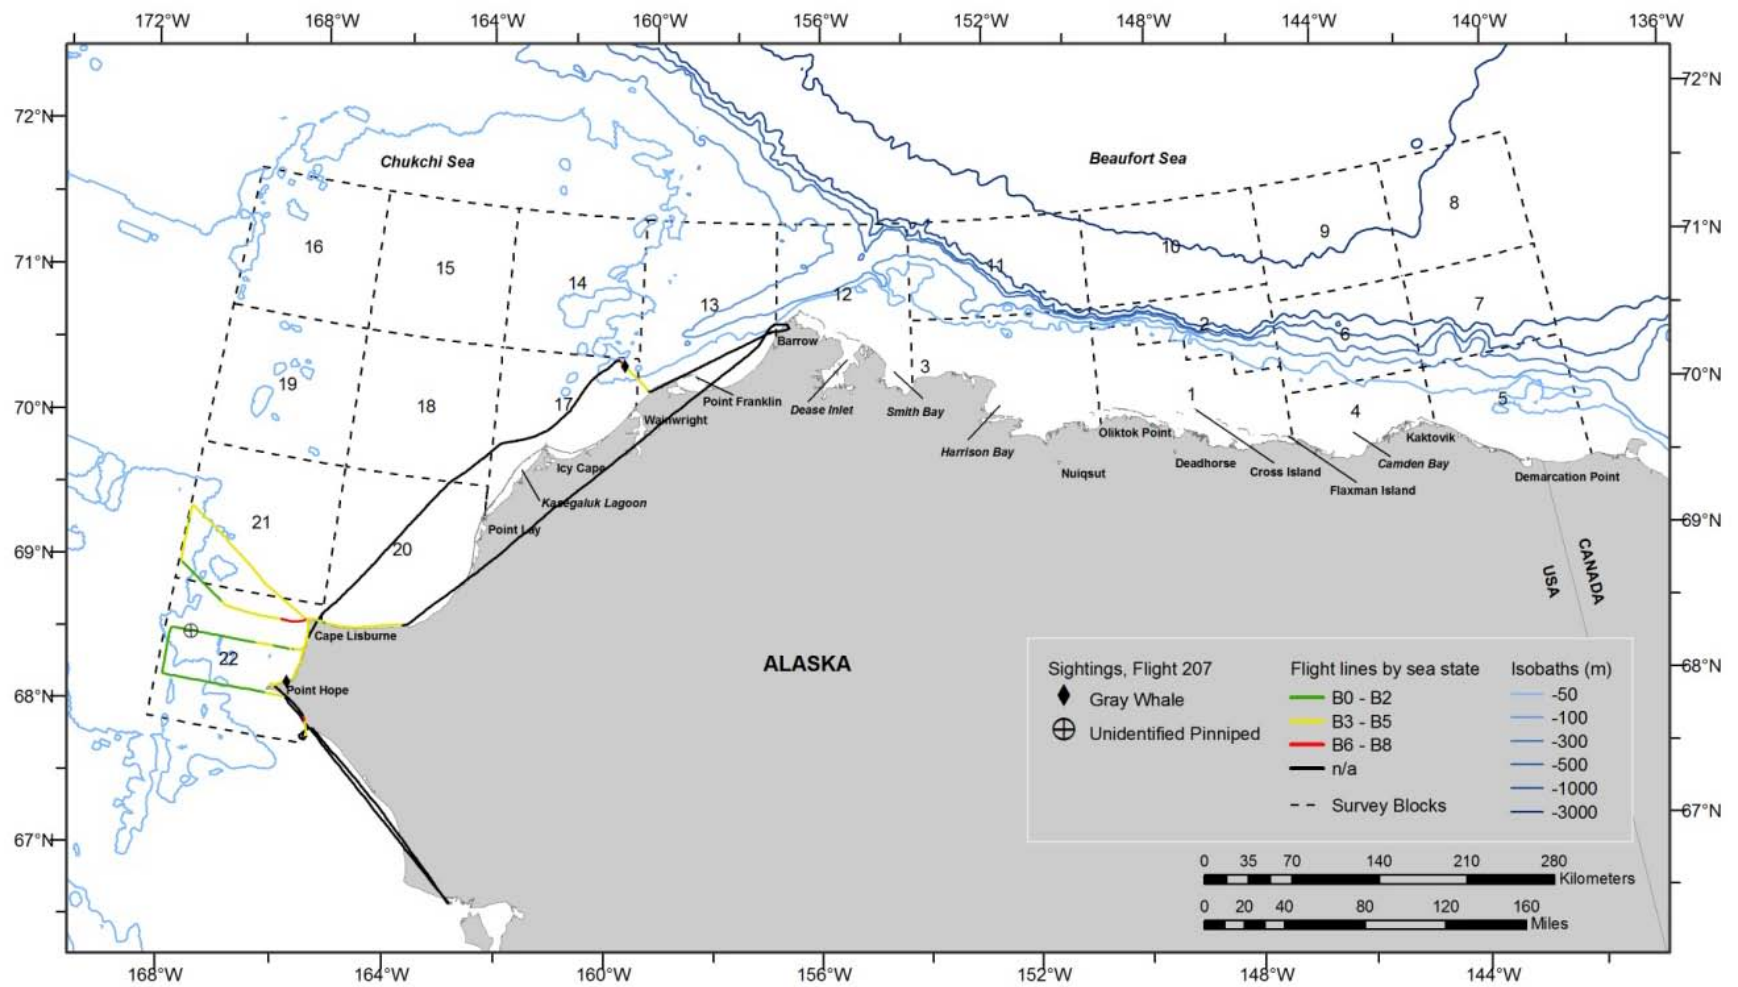 172°W 168°W 164°W 160°W 156°W 152°W 148°W 144°W 140°W 136°W
72°N 72°N
Chukchi Sea Beaufort Sea
8
9
71°N 16 15 14 13 12 11 10 71°N
7
2 6
Barrow
70°N 19 18 17 3 1 4 5 70°N
Point Franklin Dease Inlet Smith Bay
Wainwright
Harrison Bay Oliktok Point Kaktovik
Icy Cape Nuiqsut Deadhorse Cross Island Camden Bay
Flaxman Island Demarcation Point
Kasegaluk Lagoon
21 Point Lay 69°N
69°N 20
USA CANADA
Cape Lisburne
22
ALASKA
68°N Point Hope 68°N
Sightings, Flight 207
Gray Whale
Unidentified Pinniped
Flight lines by sea state
B0 - B2
B3 - B5
B6 - B8
n/a
Survey Blocks
Isobaths (m)
-50
-100
-300
-500
-1000
-3000
67°N 67°N
0 35 70 140 210 280
Kilometers
0 20 40 80 120 160
Miles
168°W 164°W 160°W 156°W 152°W 148°W 144°W